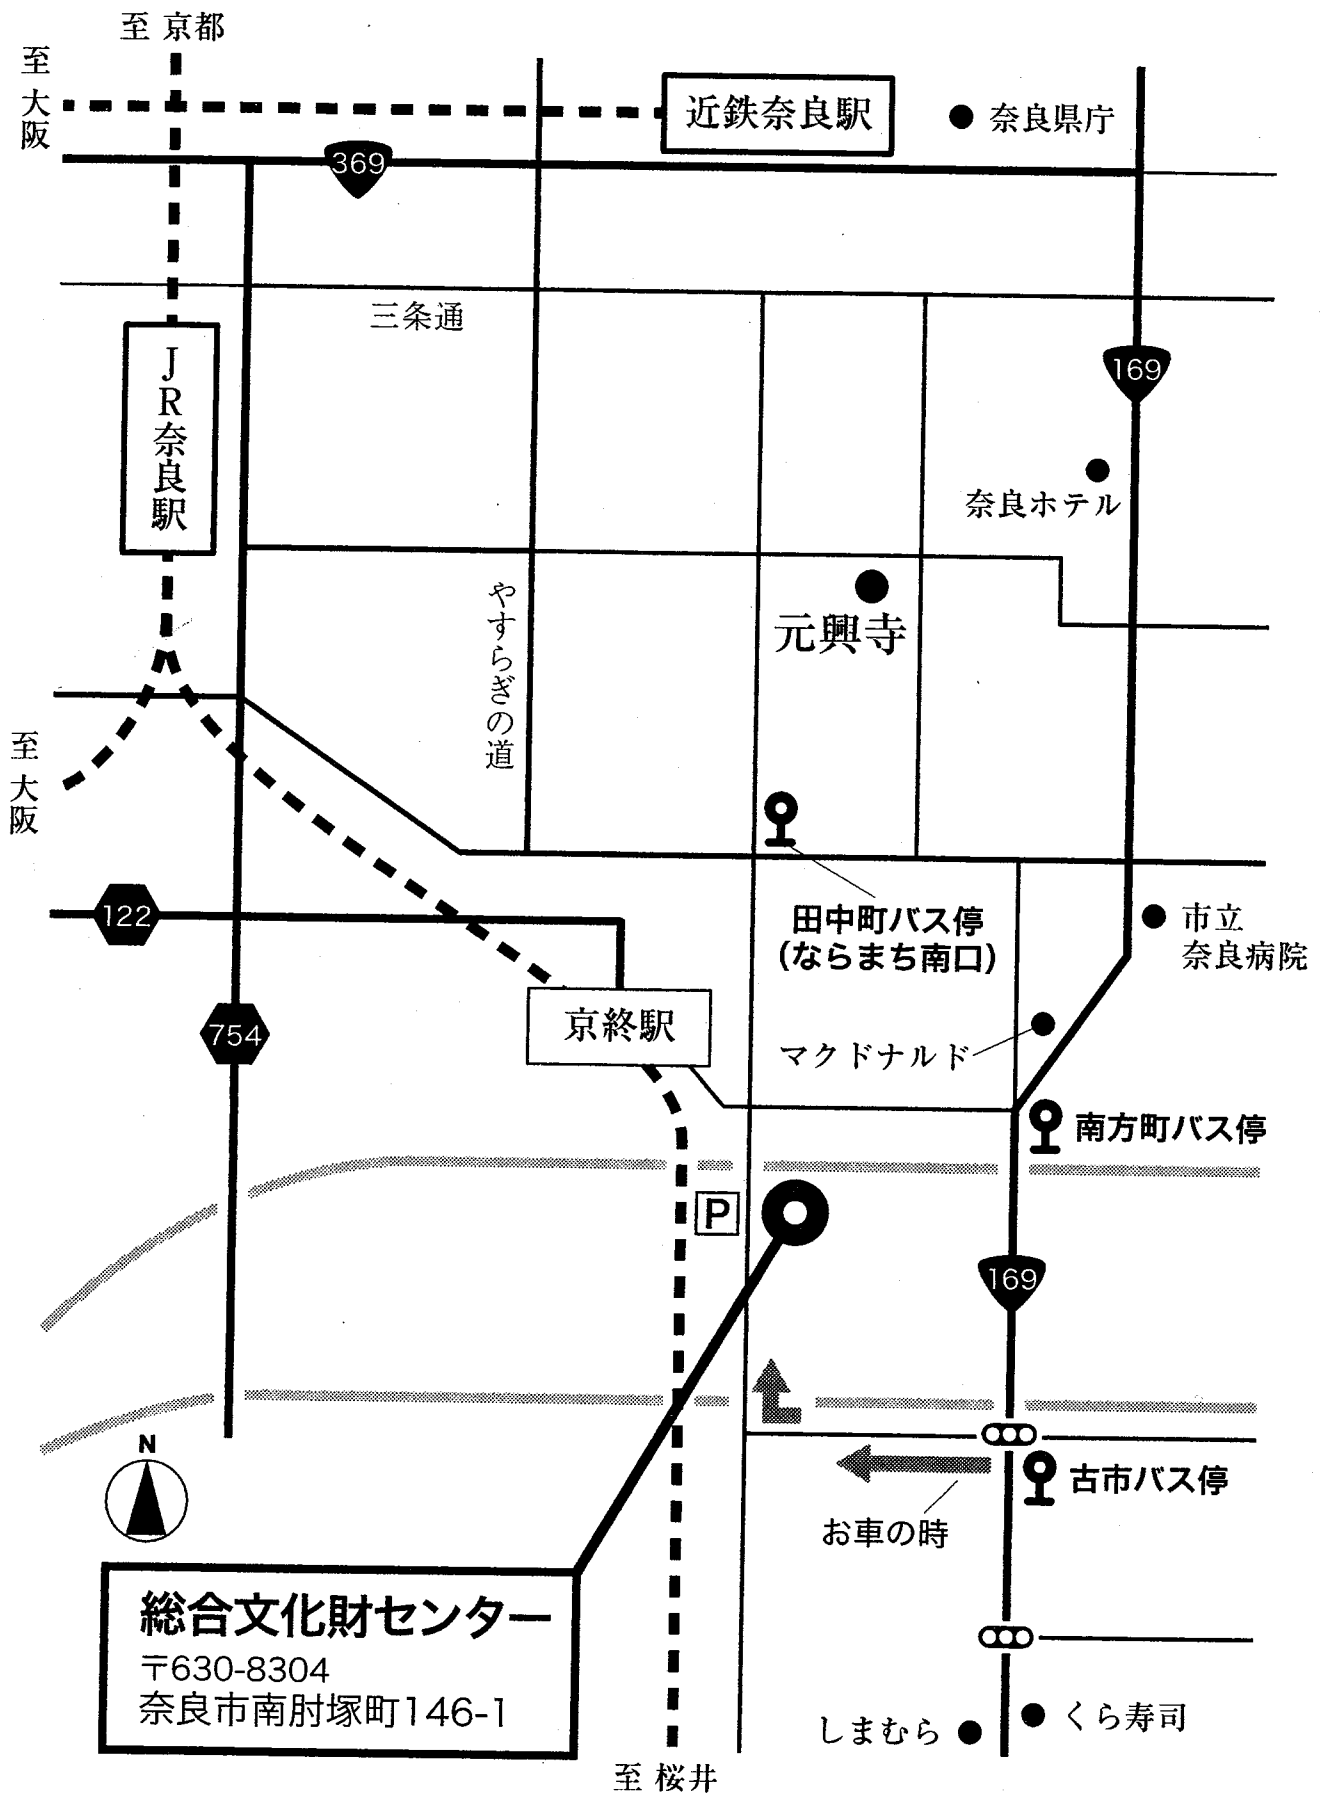 至 京都
至 大阪
近鉄奈良駅
奈良県庁
369
三条通
JR奈良駅
169
奈良ホテル
やすらぎの道
元興寺
至 大阪
122
田中町バス停
(ならまち南口)
市立
奈良病院
754
京終駅
マクドナルド
南方町バス停
P
169
N
古市バス停
お車の時
総合文化財センター
〒630-8304
奈良市南肘塚町146-1
しまむら
くら寿司
至 桜井